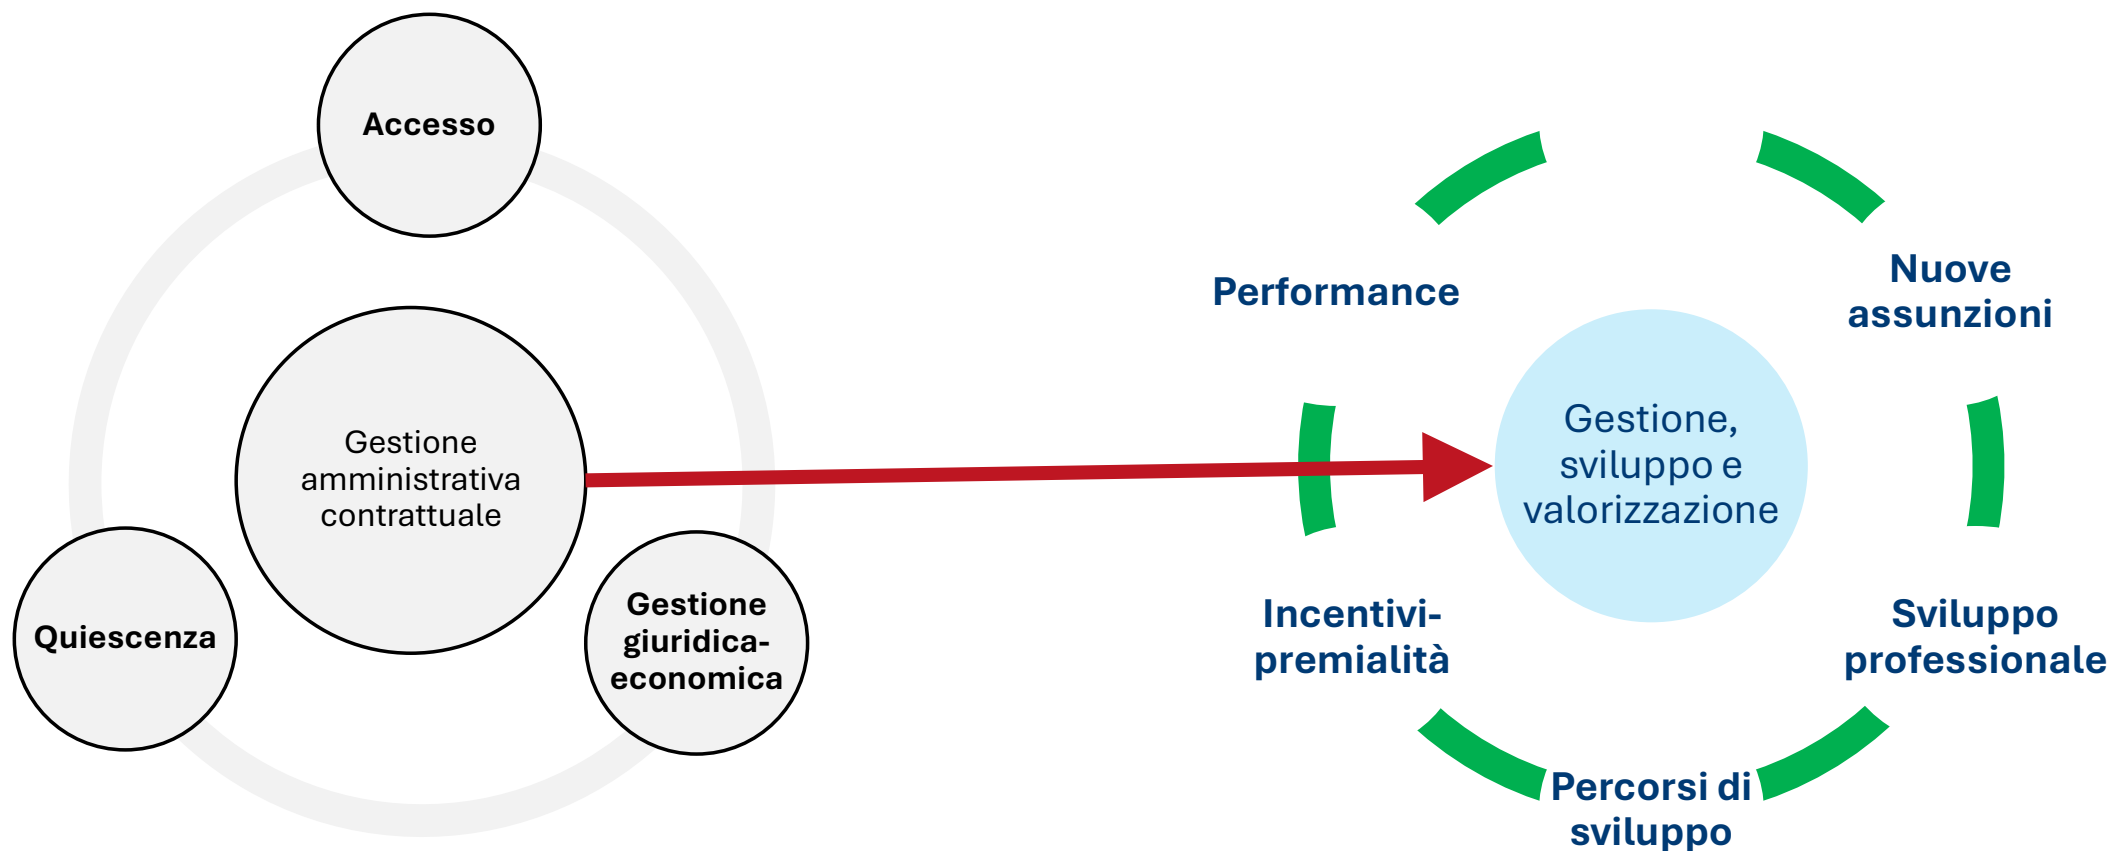 Accesso
Gestione
amministrativa
contrattuale
Quiescenza
Gestione
giuridica-
economica
Performance
Nuove
assunzioni
Gestione,
sviluppo e
valorizzazione
Incentivi-
premialità
Sviluppo
professionale
Percorsi di
sviluppo